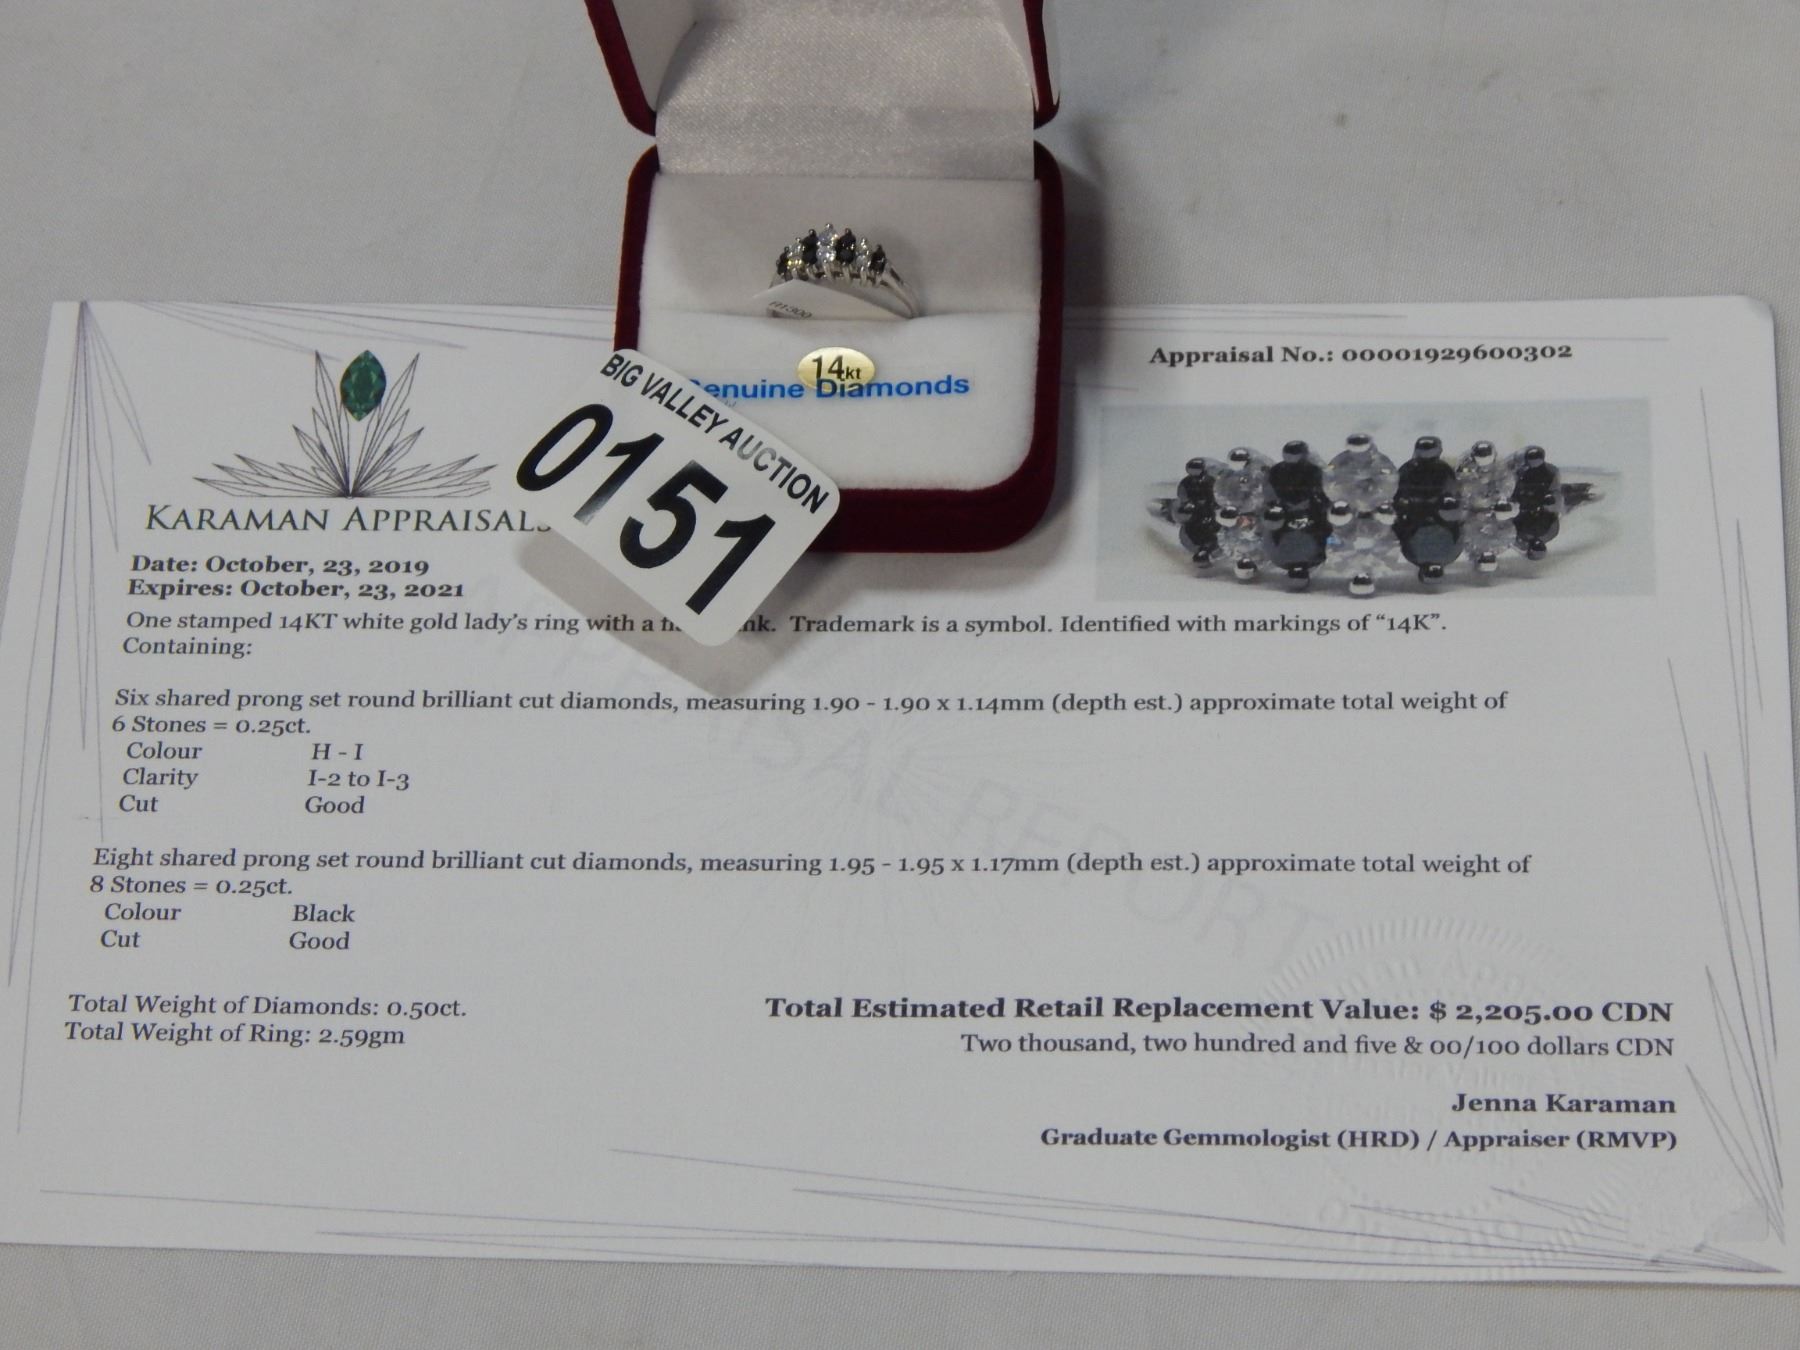 14kt
enuine Diamonds
BIG VALLEY AUCTION
0151
Appraisal No.: 00001929600302
KARAMAN APPRAISALS
Date: October, 23, 2019
Expires: October, 23, 2021
One stamped 14KT white gold lady's ring with a nk. Trademark is a symbol. Identified with markings of "14K".
Containing:
Six shared prong set round brilliant cut diamonds, measuring 1.90 - 1.90 x 1.14mm (depth est.) approximate total weight of
6 Stones = 0.25ct.
Colour H - I
Clarity I-2 to I-3
Cut Good
Eight shared prong set round brilliant cut diamonds, measuring 1.95 - 1.95 x 1.17mm (depth est.) approximate total weight of
8 Stones = 0.25ct.
Colour Black
Cut Good
Total Weight of Diamonds: 0.50ct.
Total Weight of Ring: 2.59gm
Total Estimated Retail Replacement Value: $ 2,205.00 CDN
Two thousand, two hundred and five & 00/100 dollars CDN
Jenna Karaman
Graduate Gemmologist (HRD) / Appraiser (RMVP)
APPRAISAL REPORT